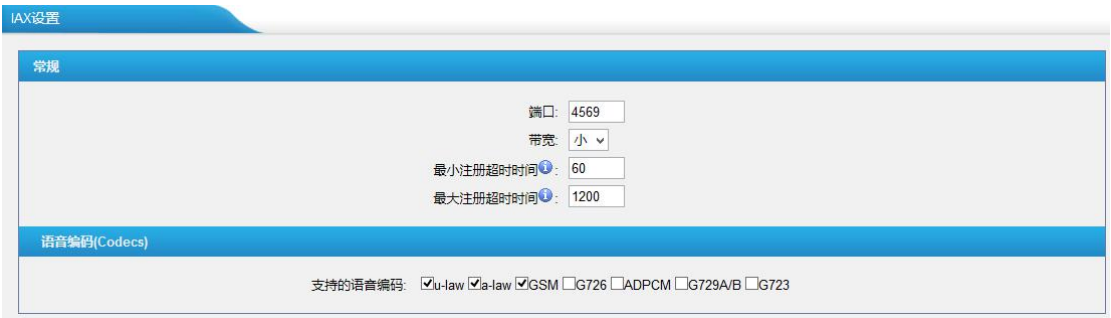 IAX设置
常规
端口: 4569
带宽: 小
最小注册超时时间: 60
最大注册超时时间: 1200
语音编码(Codecs)
支持的语音编码: u-law a-law GSM G726 ADPCM G729A/B G723